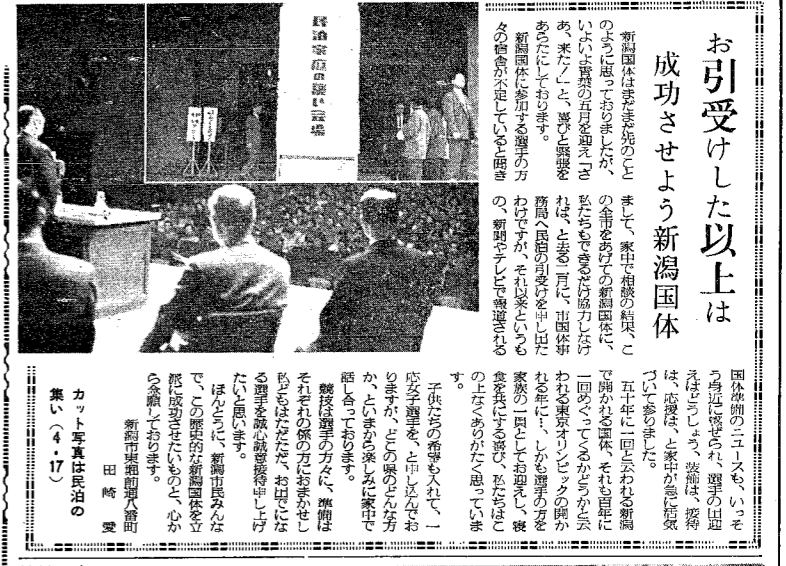 お引受けした以上は
成功させよう新潟国体
新潟国体はまだまだ先のこと
のように思っておりましたが、
いよいよ青葉の五月を迎え「さ
あ、来た!」と、喜びと緊張を
あらたにしております。
新潟国体に参加する選手の方
々の宿舎が不足していると聞き
まして、家中で相談の結果、こ
の全市をあげての新潟国体に、
私たちもできるだけ協力しなけ
れば、と去る二月に、市国体事
務局へ民泊の引受けを申し出た
わけですが、それ以来というも
の、新聞やテレビで報道される
国体準備のニュースも、いっそ
う身近に感ぜられ、選手の出迎
えはどうしょう、装飾は、接待
は、応援は、と家中が急に活気
づいて参りました。
五十年に一回と云われる新潟
で開かれる国体、それも百年に
一回めぐってくるかどうかと云
われる東京オリンピックの開か
れる年に…、しかも選手の方を
家族の一員としてお迎えし、寝
食を共にする喜び、私たちはこ
の上なくありがたく思っていま
す。
子供たちの希望も入れて、一
応女子選手を、と申し込んでお
りますが、どこの県のどんな方
か、といまから楽しみに家中で
話し合っております。
競技は選手の方々に、準備は
それぞれの係の方におまかせし
私どもはただただ、お出でにな
る選手を誠心誠意接待申し上げ
たいと思います。
ほんとうに、新潟市民みんな
で、この歴史的な新潟国体を立
派に成功させたいものと、心か
ら念願しております。
新潟市東堀前通八番町
田崎 愛
カット写真は民泊の
集い(4・17)
民泊家庭の集い会場